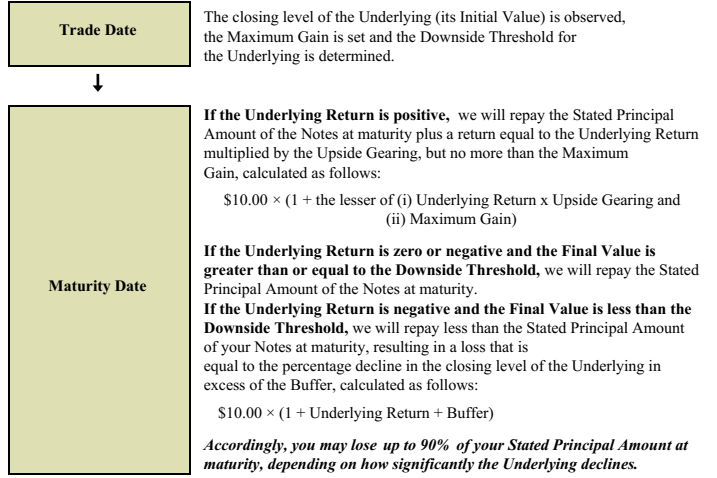 Trade Date
The closing level of the Underlying (its Initial Value) is observed,
the Maximum Gain is set and the Downside Threshold for
the Underlying is determined.
Maturity Date
If the Underlying Return is positive, we will repay the Stated Principal
Amount of the Notes at maturity plus a return equal to the Underlying Return
multiplied by the Upside Gearing, but no more than the Maximum
Gain, calculated as follows:
$10.00 × (1 + the lesser of (i) Underlying Return x Upside Gearing and
(ii) Maximum Gain)
If the Underlying Return is zero or negative and the Final Value is
greater than or equal to the Downside Threshold, we will repay the Stated
Principal Amount of the Notes at maturity.
If the Underlying Return is negative and the Final Value is less than the
Downside Threshold, we will repay less than the Stated Principal Amount
of your Notes at maturity, resulting in a loss that is
equal to the percentage decline in the closing level of the Underlying in
excess of the Buffer, calculated as follows:
$10.00 × (1 + Underlying Return + Buffer)
Accordingly, you may lose up to 90% of your Stated Principal Amount at
maturity, depending on how significantly the Underlying declines.